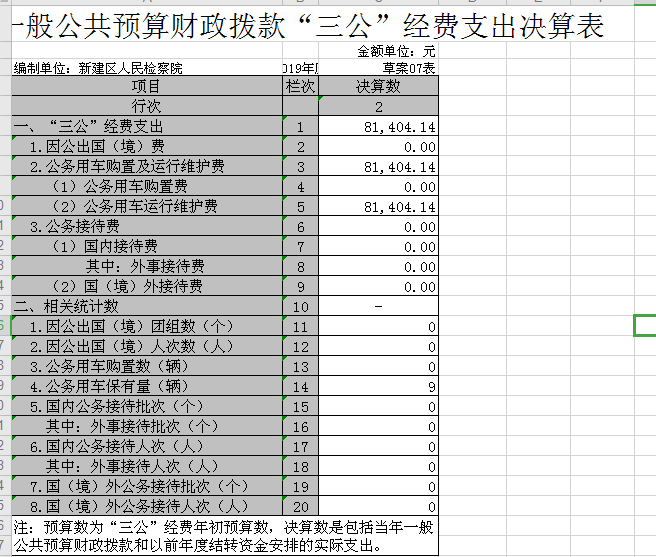 一般公共预算财政拨款“三公”经费支出决算表
金额单位：元
编制单位：新建区人民检察院 019年度 草案07表
项目 栏次 决算数
行次 2
一、“三公”经费支出 1 81,404.14
1.因公出国（境）费 2 0.00
2.公务用车购置及运行维护费 3 81,404.14
（1）公务用车购置费 4 0.00
（2）公务用车运行维护费 5 81,404.14
3.公务接待费 6 0.00
（1）国内接待费 7 0.00
其中：外事接待费 8 0.00
（2）国（境）外接待费 9 0.00
二、相关统计数 10 —
1.因公出国（境）团组数（个） 11 0
2.因公出国（境）人次数（人） 12 0
3.公务用车购置数（辆） 13 0
4.公务用车保有量（辆） 14 9
5.国内公务接待批次（个） 15 0
其中：外事接待批次（个） 16 0
6.国内公务接待人次（人） 17 0
其中：外事接待人次（人） 18 0
7.国（境）外公务接待批次（个） 19 0
8.国（境）外公务接待人次（人） 20 0
注：预算数为“三公”经费年初预算数，决算数是包括当年一般
公共预算财政拨款和以前年度结转资金安排的实际支出。